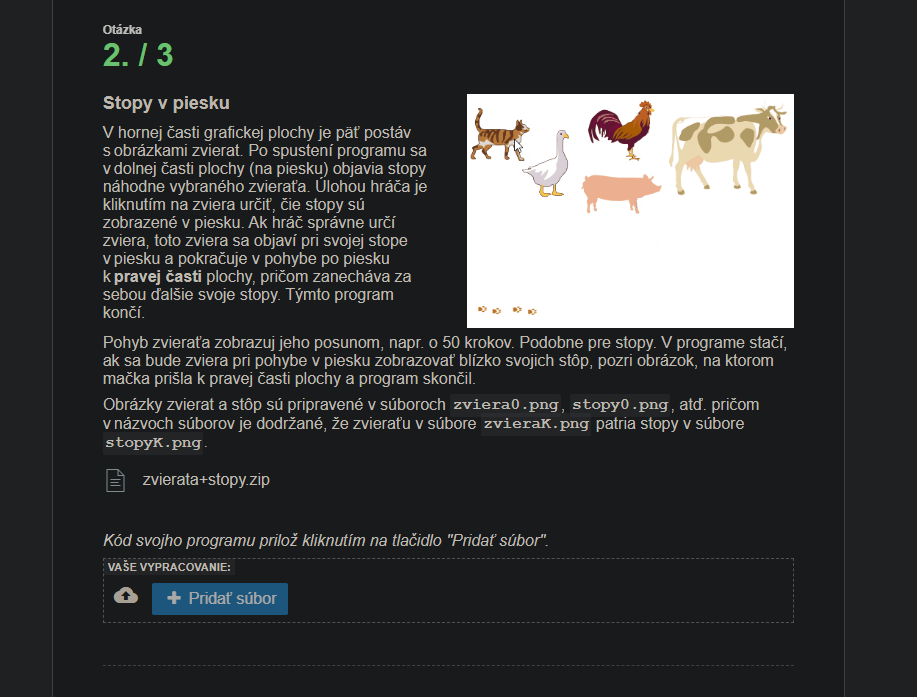 Otázka
2. / 3
Stopy v piesku
V hornej časti grafickej plochy je päť postáv
s obrázkami zvierat. Po spustení programu sa
v dolnej časti plochy (na piesku) objavia stopy
náhodne vybraného zvieraťa. Úlohou hráča je
kliknutím na zviera určiť, čie stopy sú
zobrazené v piesku. Ak hráč správne určí
zviera, toto zviera sa objaví pri svojej stope
v piesku a pokračuje v pohybe po piesku
k pravej časti plochy, pričom zanecháva za
sebou ďalšie svoje stopy. Týmto program
končí.
Pohyb zvieraťa zobrazuj jeho posunom, napr. o 50 krokov. Podobne pre stopy. V programe stačí,
ak sa bude zviera pri pohybe v piesku zobrazovať blízko svojich stôp, pozri obrázok, na ktorom
mačka prišla k pravej časti plochy a program skončil.
Obrázky zvierat a stôp sú pripravené v súboroch zviera0.png, stopy0.png, atď. pričom
v názvoch súborov je dodržané, že zvieraťu v súbore zvieraK.png patria stopy v súbore
stopyK.png.
zvierata+stopy.zip
Kód svojho programu prilož kliknutím na tlačidlo "Pridať súbor".
VAŠE VYPRACOVANIE:
+ Pridať súbor